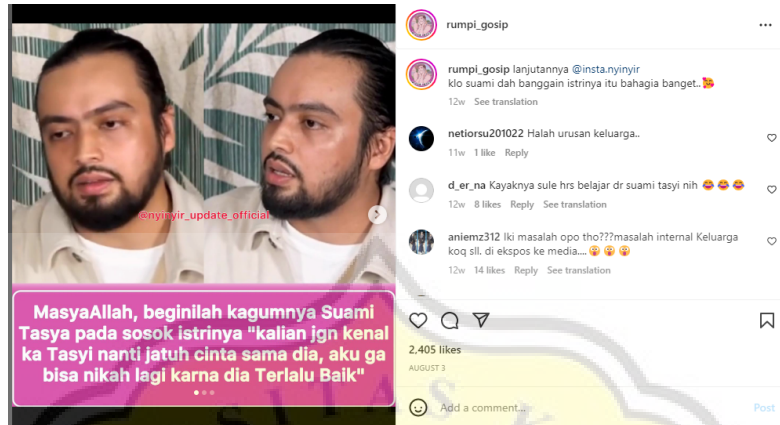 @nyinyir_update_official
MasyaAllah, beginilah kagumnya Suami
Tasya pada sosok istrinya "kalian jgn kenal
ka Tasyi nanti jatuh cinta sama dia, aku ga
bisa nikah lagi karna dia Terlalu Baik"
rumpi_gosip
rumpi_gosip lanjutannya @insta.nyinyir
klo suami dah banggain istrinya itu bahagia banget..🥰
12w See translation
netiorsu201022 Halah urusan keluarga..
11w 1 like Reply
d_er_na Kayaknya sule hrs belajar dr suami tasyi nih 😂😂😂
12w 8 likes Reply See translation
aniemz312 Iki masalah opo tho???masalah internal Keluarga
koq sll. di ekspos ke media....😲😲😲
12w 14 likes Reply See translation
2,405 likes
AUGUST 3
Add a comment...
Post